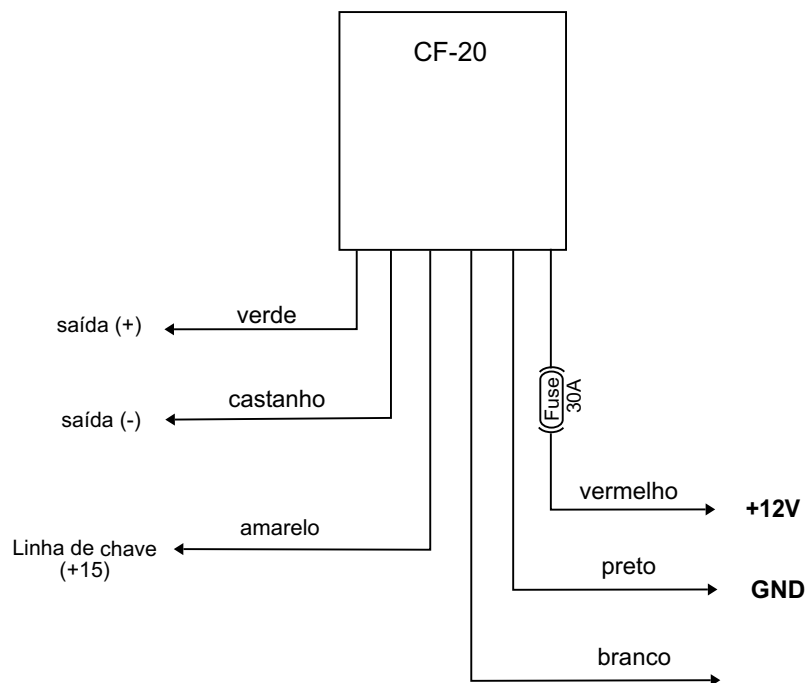 CF-20
saída (+)
verde
Fuse
30A
saída (-)
castanho
vermelho
+12V
Linha de chave
(+15)
amarelo
preto
GND
branco